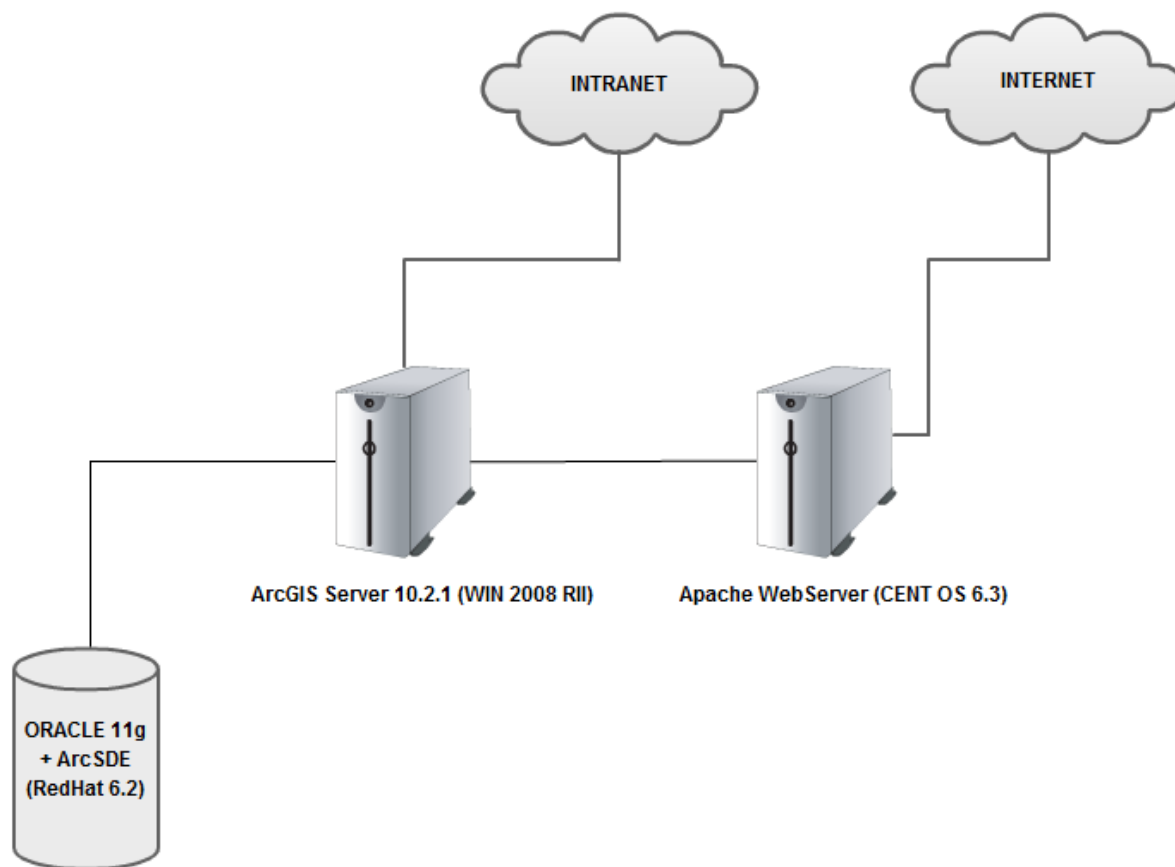 INTRANET
INTERNET
ArcGIS Server 10.2.1 (WIN 2008 RII)
Apache WebServer (CENT OS 6.3)
ORACLE 11g
+ ArcSDE
(RedHat 6.2)